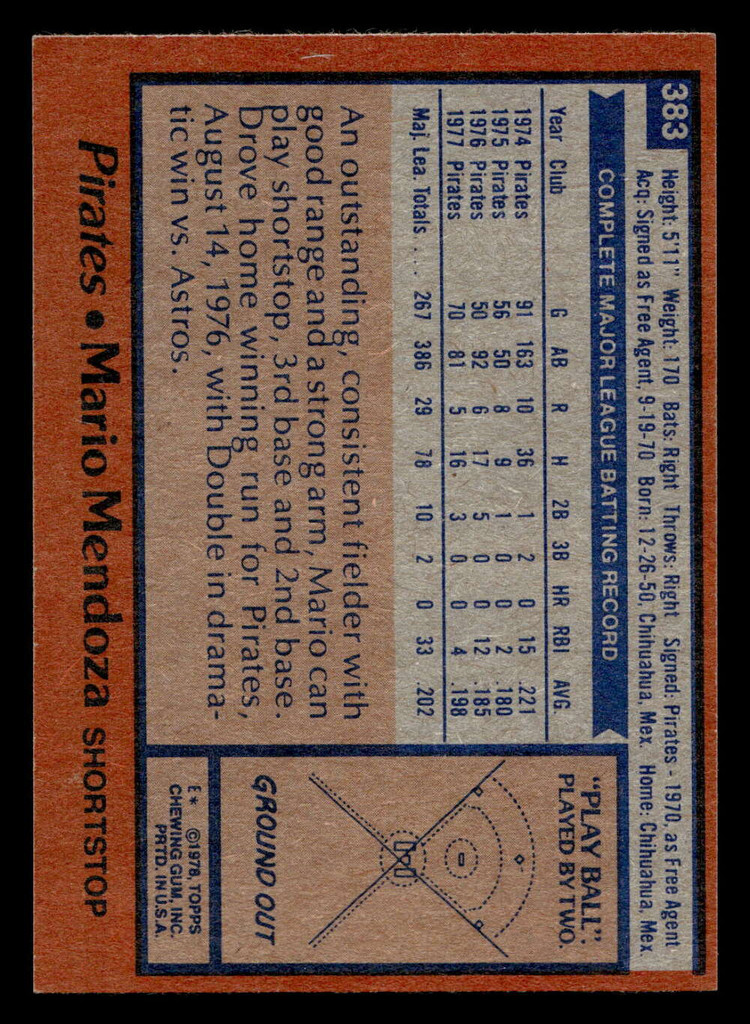 383
Height: 5'11" Weight: 170 Bats: Right Throws: Right Signed: Pirates - 1970, as Free Agent
Acq: Signed as Free Agent, 9-19-70 Born: 12-26-50, Chihuahua, Mex. Home: Chihuahua, Mex
COMPLETE MAJOR LEAGUE BATTING RECORD
Year Club G AB R H 2B 3B HR RBI AVG.
1974 Pirates 91 163 10 36 1 2 0 15 .221
1975 Pirates 56 50 8 9 1 0 0 2 .180
1976 Pirates 50 92 6 17 5 0 0 12 .185
1977 Pirates 70 81 5 16 3 0 0 4 .198
Maj. Lea. Totals . . . . 267 386 29 78 10 2 0 33 .202
An outstanding, consistent fielder with
good range and a strong arm, Mario can
play shortstop, 3rd base and 2nd base.
Drove home winning run for Pirates,
August 14, 1976, with Double in drama-
tic win vs. Astros.
"PLAY BALL".
PLAYED BY TWO.
GROUND OUT
E* ©1978, TOPPS
CHEWING GUM, INC.
PRTD. IN U.S.A.
Pirates • Mario Mendoza SHORTSTOP